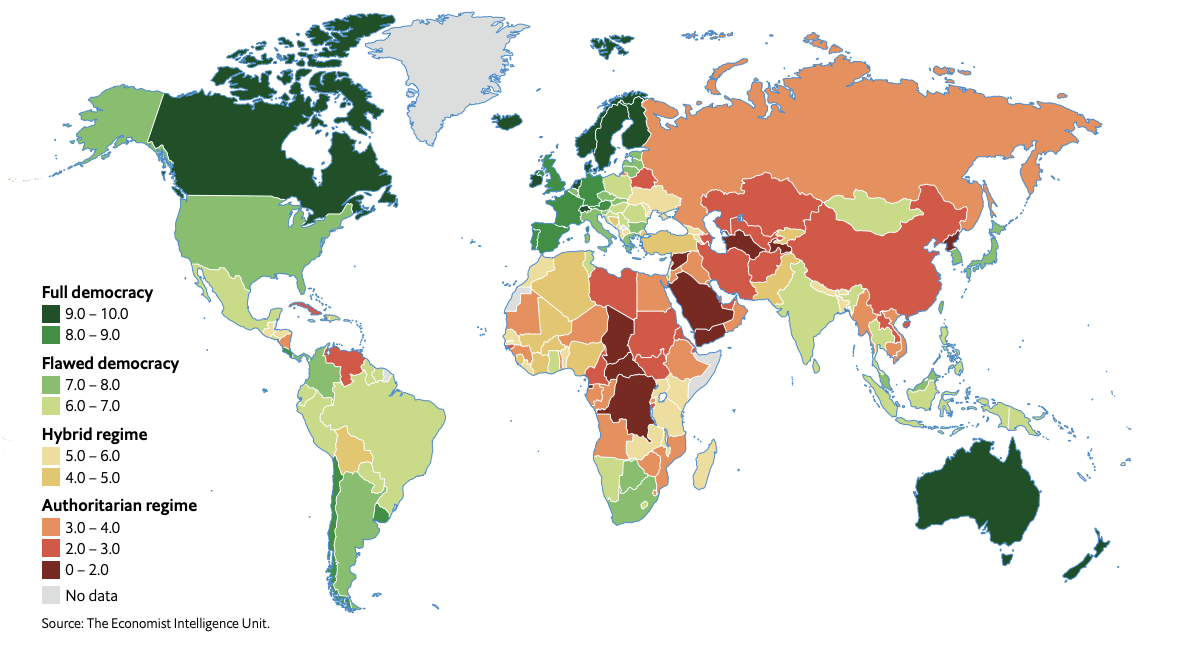 Full democracy
9.0 – 10.0
8.0 – 9.0
Flawed democracy
7.0 – 8.0
6.0 – 7.0
Hybrid regime
5.0 – 6.0
4.0 – 5.0
Authoritarian regime
3.0 – 4.0
2.0 – 3.0
0 – 2.0
No data
Source: The Economist Intelligence Unit.